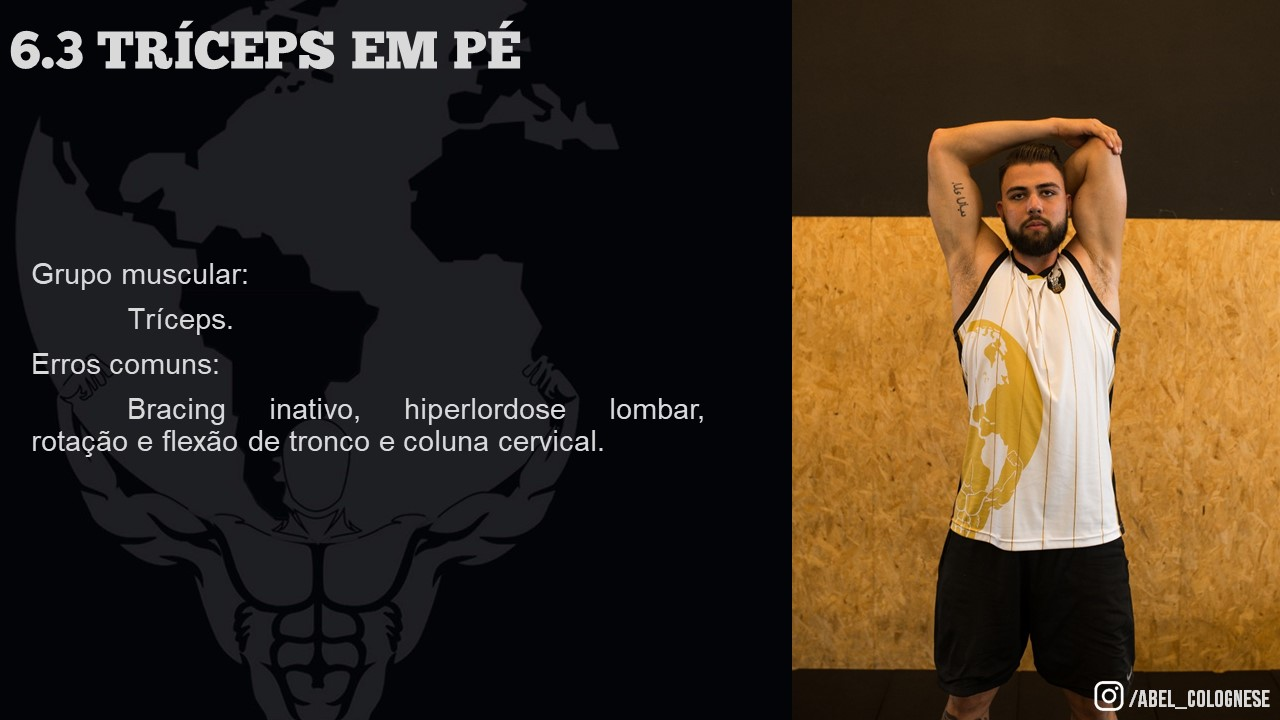 6.3 TRÍCEPS EM PÉ
Grupo muscular:
Tríceps.
Erros comuns:
Bracing inativo, hiperlordose lombar,
rotação e flexão de tronco e coluna cervical.
/ABEL_COLOGNESE